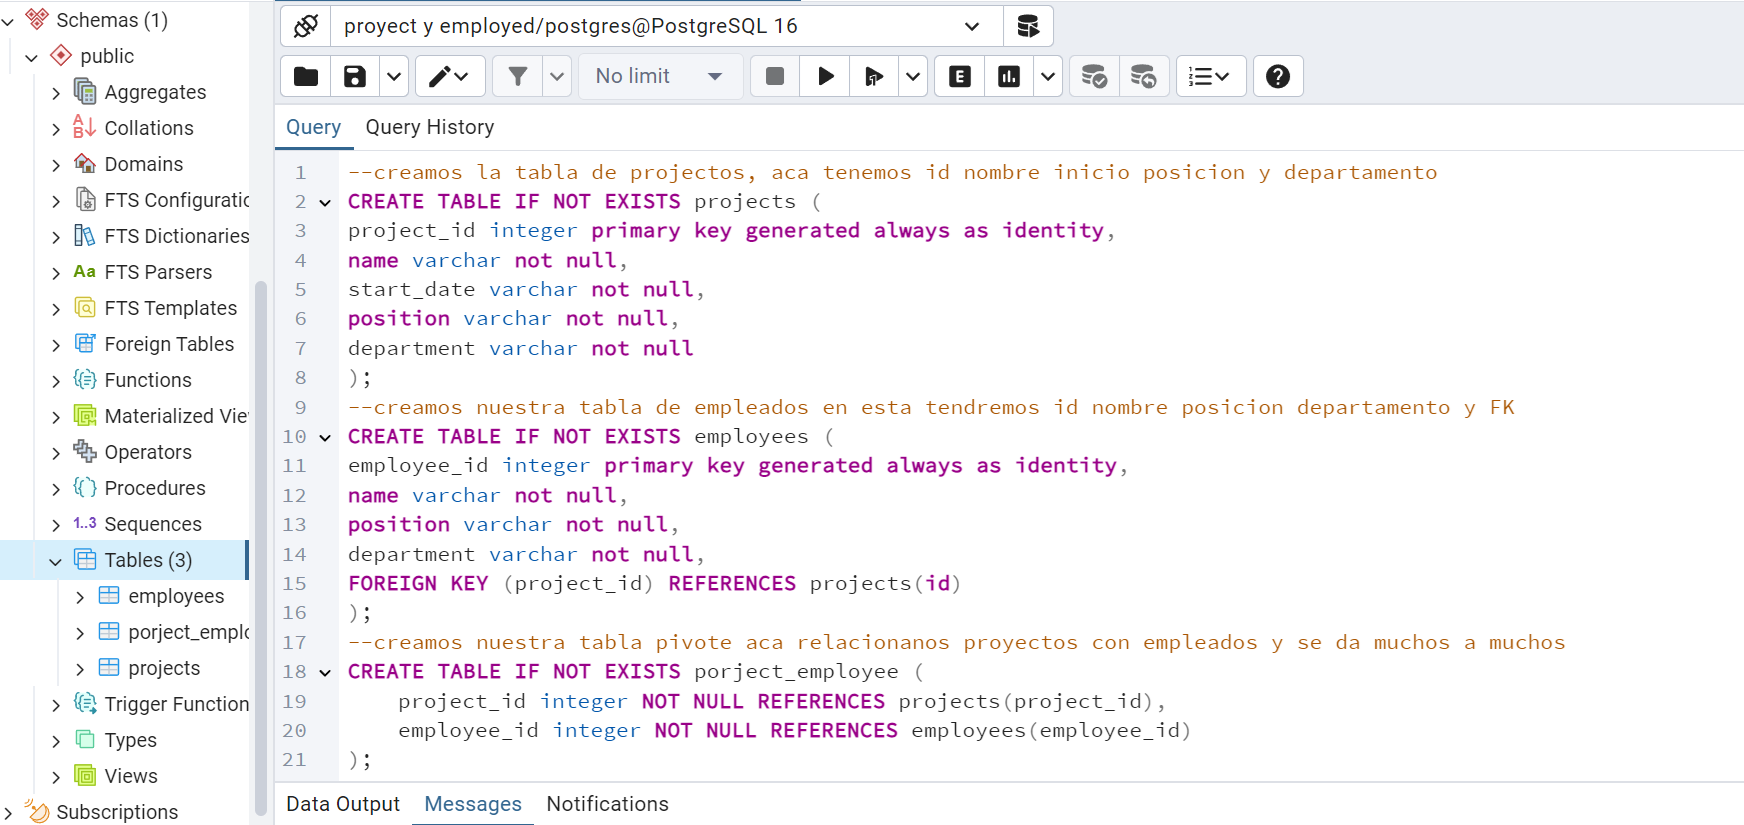 Schemas (1)
public
Aggregates
Collations
Domains
FTS Configuratio
FTS Dictionaries
Aa FTS Parsers
FTS Templates
Foreign Tables
Functions
Materialized Vie
Operators
Procedures
1..3 Sequences
Tables (3)
employees
porject_emplo
projects
Trigger Function
Types
Views
Subscriptions
proyect y employed/postgres@PostgreSQL 16
No limit
E
Query Query History
1 --creamos la tabla de projectos, aca tenemos id nombre inicio posicion y departamento
2 CREATE TABLE IF NOT EXISTS projects (
3 project_id integer primary key generated always as identity,
4 name varchar not null,
5 start_date varchar not null,
6 position varchar not null,
7 department varchar not null
8 );
9 --creamos nuestra tabla de empleados en esta tendremos id nombre posicion departamento y FK
10 CREATE TABLE IF NOT EXISTS employees (
11 employee_id integer primary key generated always as identity,
12 name varchar not null,
13 position varchar not null,
14 department varchar not null,
15 FOREIGN KEY (project_id) REFERENCES projects(id)
16 );
17 --creamos nuestra tabla pivote aca relacionanos proyectos con empleados y se da muchos a muchos
18 CREATE TABLE IF NOT EXISTS porject_employee (
19 project_id integer NOT NULL REFERENCES projects(project_id),
20 employee_id integer NOT NULL REFERENCES employees(employee_id)
21 );
Data Output Messages Notifications